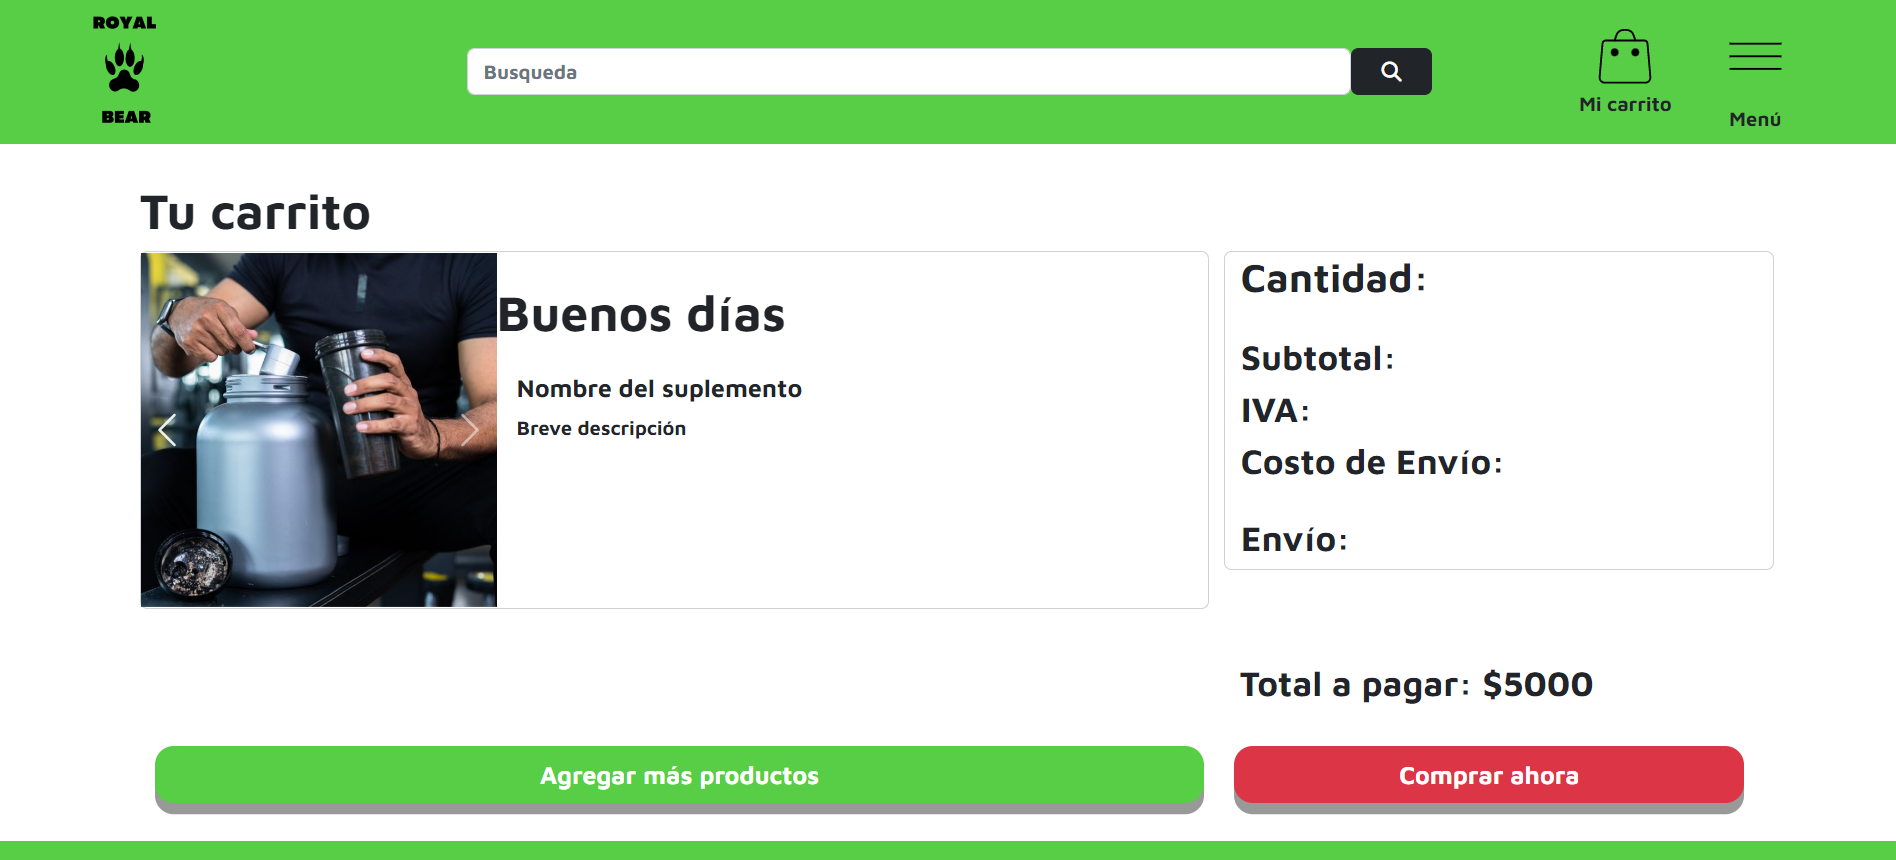 ROYAL
BEAR
Busqueda
Mi carrito
Menú
Tu carrito
Buenos días
Nombre del suplemento
Breve descripción
Cantidad:
Subtotal:
IVA:
Costo de Envío:
Envío:
Total a pagar: $5000
Agregar más productos
Comprar ahora